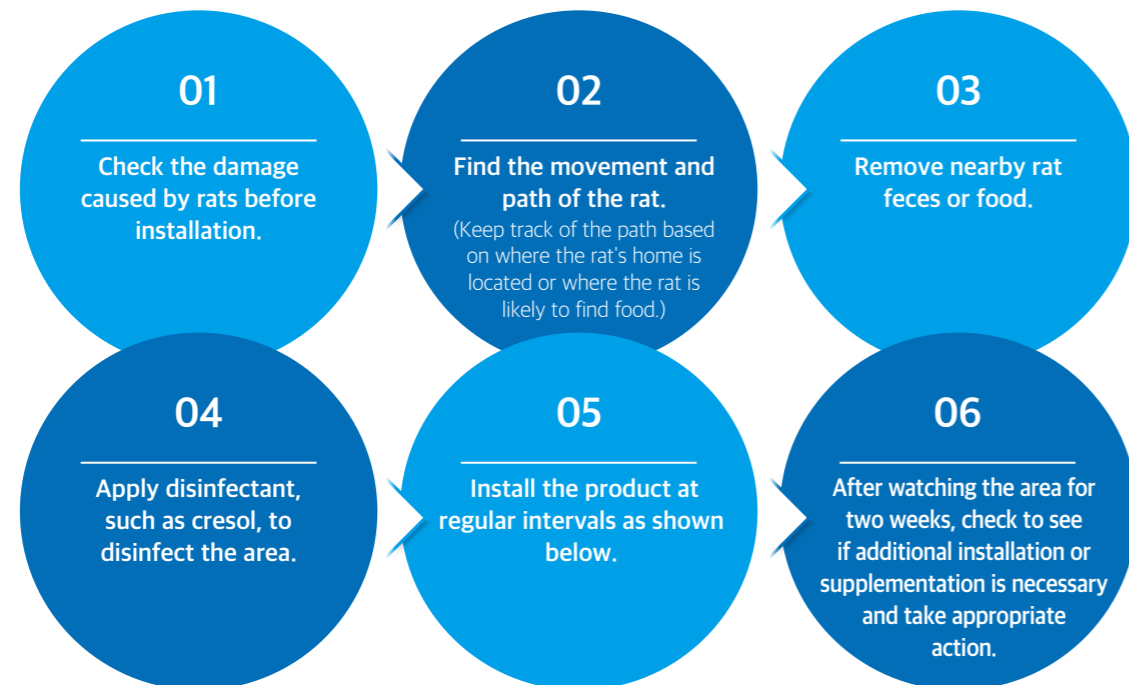 01
Check the damage
caused by rats before
installation.
02
Find the movement and
path of the rat.
(Keep track of the path based
on where the rat's home is
located or where the rat is
likely to find food.)
03
Remove nearby rat
feces or food.
04
Apply disinfectant,
such as cresol, to
disinfect the area.
05
Install the product at
regular intervals as shown
below.
06
After watching the area for
two weeks, check to see
if additional installation or
supplementation is necessary
and take appropriate
action.